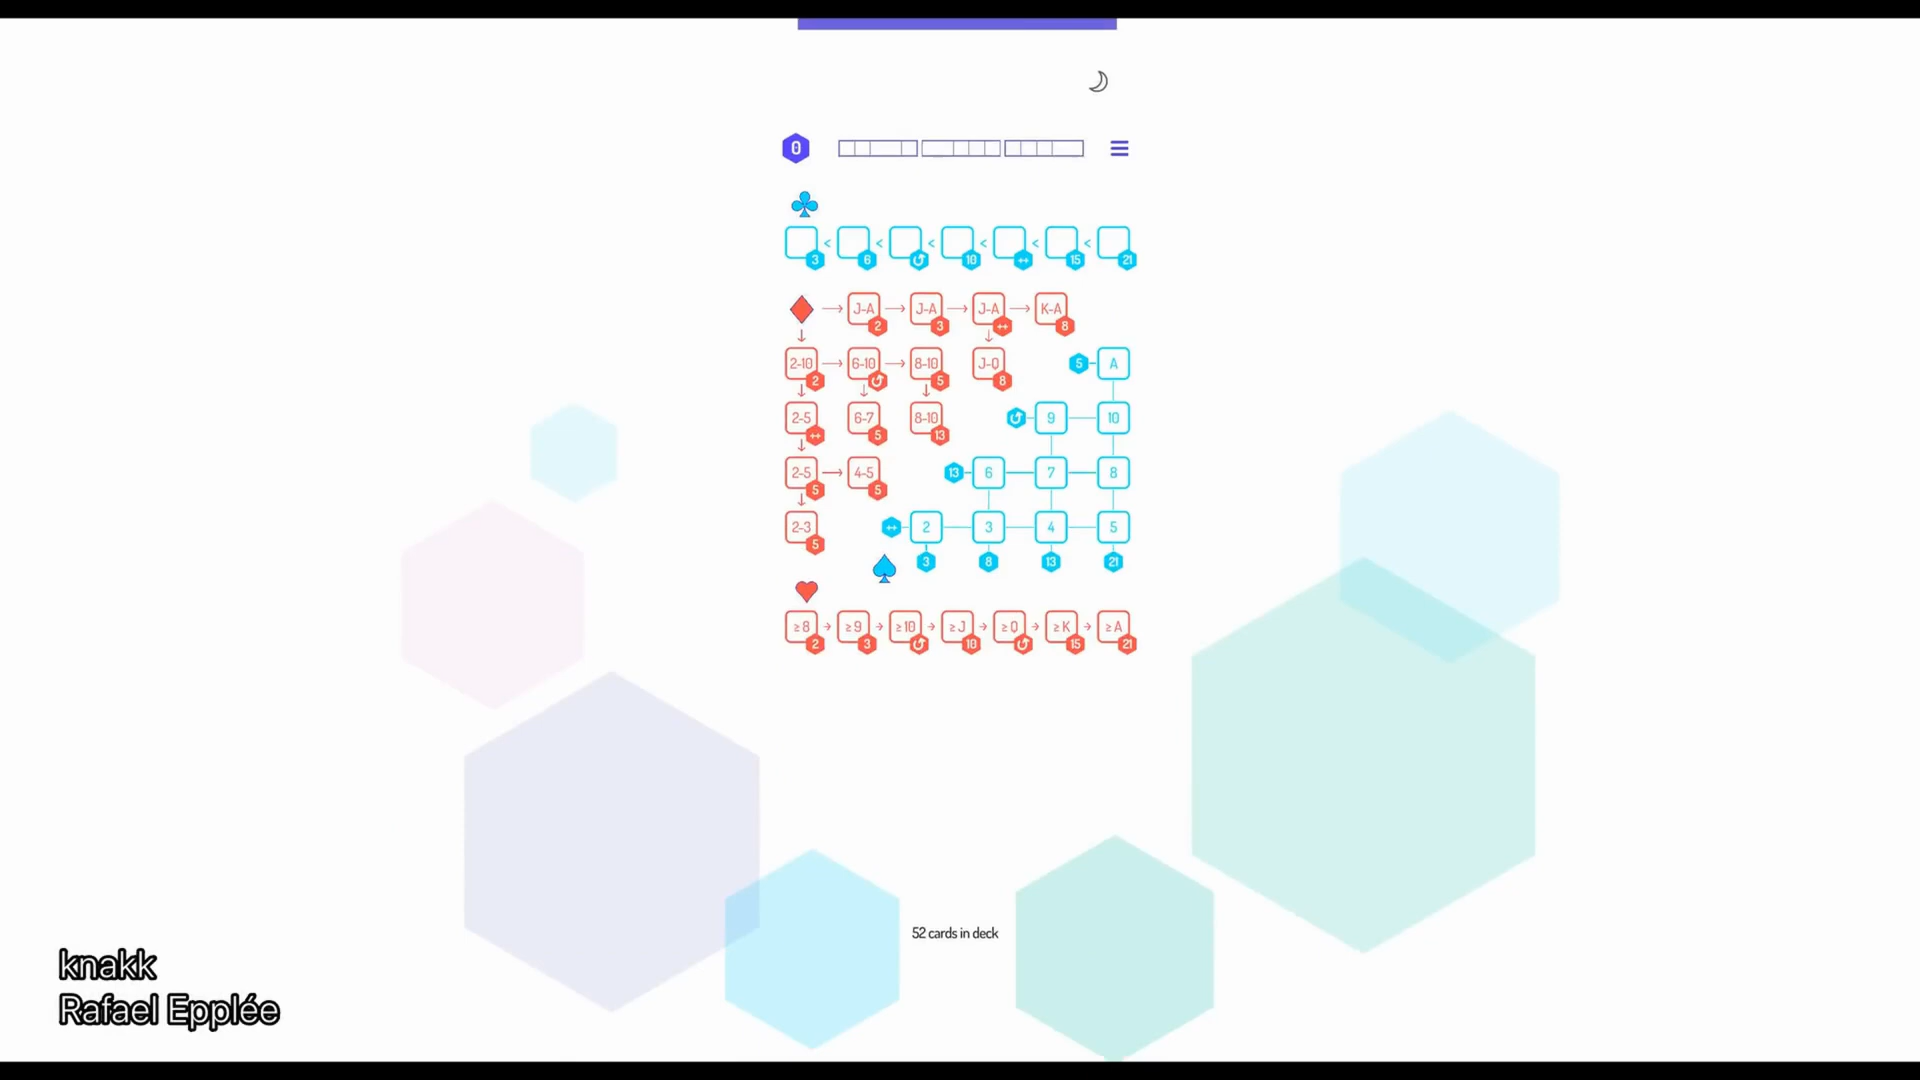 0
< < < < < <
3 6 10 ++ 15 21
J-A J-A J-A K-A
2 3 ++ 8
2-10 6-10 8-10 J-Q 5 A
2 5 8
2-5 6-7 8-10 9 10
++ 5 13
2-5 4-5 13 6 7 8
5 5
2-3 ++ 2 3 4 5
5
3 8 13 21
≥8 ≥9 ≥10 ≥J ≥Q ≥K ≥A
2 3 10 15 21
52 cards in deck
knakk
Rafael Epplée